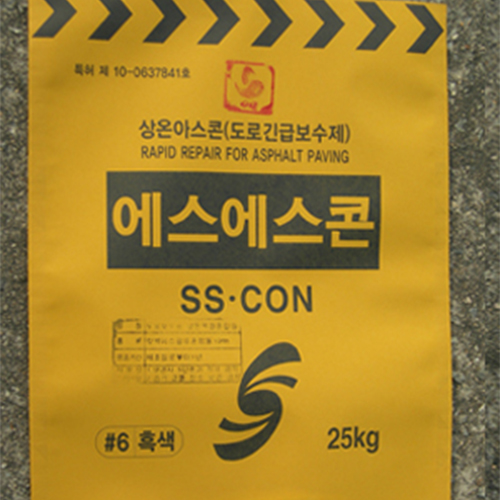 특허 제 10-0637841호
상온아스콘(도로긴급보수제)
RAPID REPAIR FOR ASPHALT PAVING
에스에스콘
SS·CON
#6 흑색
25kg